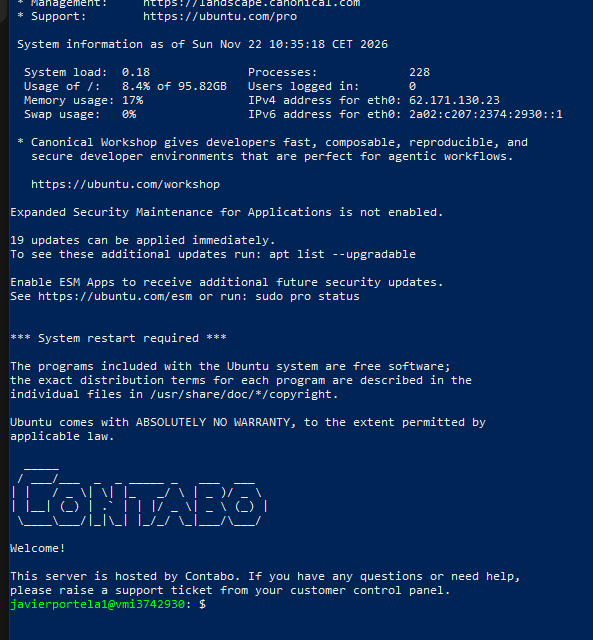 * Management:     https://landscape.canonical.com
* Support:        https://ubuntu.com/pro
System information as of Sun Nov 22 10:35:18 CET 2026
System load:  0.18               Processes:             228
Usage of /:   8.4% of 95.82GB   Users logged in:       0
Memory usage: 17%                IPv4 address for eth0: 62.171.130.23
Swap usage:   0%                 IPv6 address for eth0: 2a02:c207:2374:2930::1
* Canonical Workshop gives developers fast, composable, reproducible, and
secure developer environments that are perfect for agentic workflows.
https://ubuntu.com/workshop
Expanded Security Maintenance for Applications is not enabled.
19 updates can be applied immediately.
To see these additional updates run: apt list --upgradable
Enable ESM Apps to receive additional future security updates.
See https://ubuntu.com/esm or run: sudo pro status
*** System restart required ***
The programs included with the Ubuntu system are free software;
the exact distribution terms for each program are described in the
individual files in /usr/share/doc/*/copyright.
Ubuntu comes with ABSOLUTELY NO WARRANTY, to the extent permitted by
applicable law.
CONTABO
Welcome!
This server is hosted by Contabo. If you have any questions or need help,
please raise a support ticket from your customer control panel.
javierportela1@vmi3742930: $